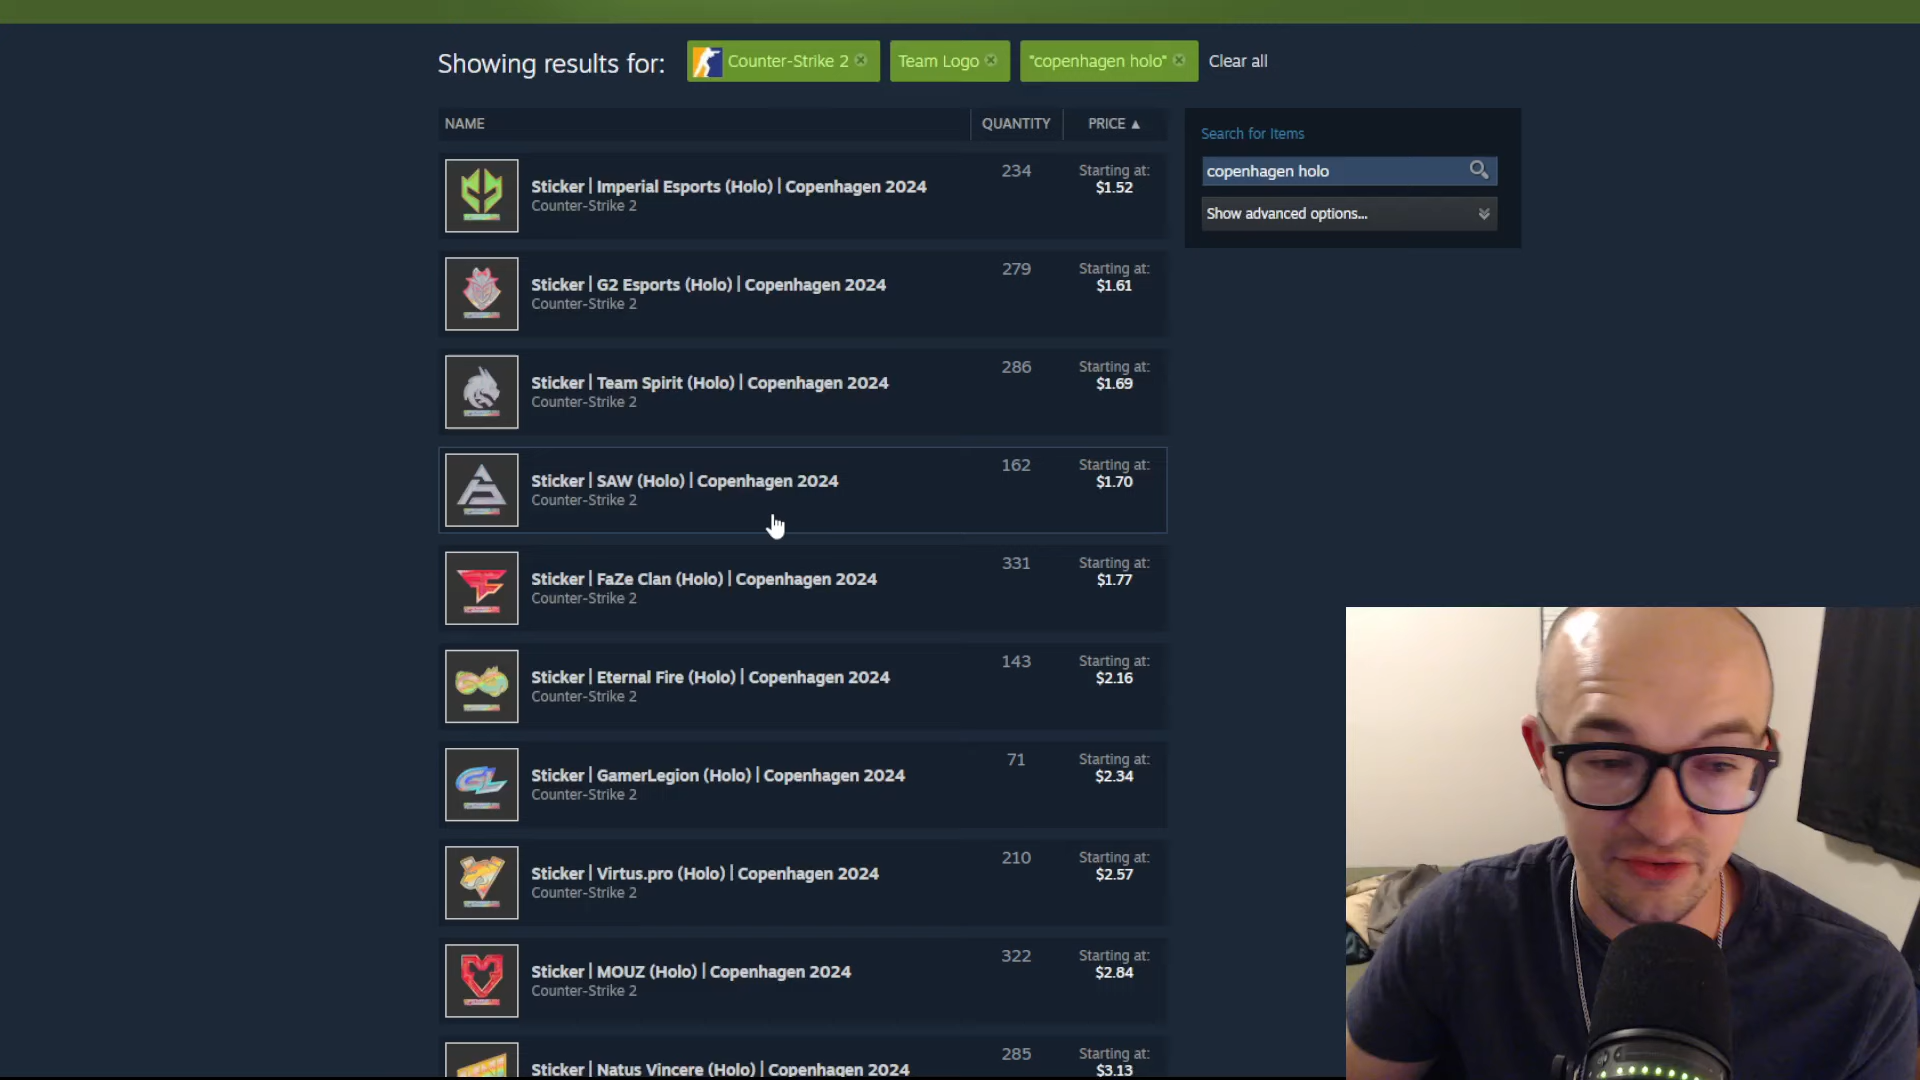 Showing results for:
Counter-Strike 2
Team Logo
"copenhagen holo"
Clear all
NAME
QUANTITY
PRICE ▲
Search for Items
copenhagen holo
Show advanced options...
Sticker | Imperial Esports (Holo) | Copenhagen 2024
Counter-Strike 2
234
Starting at:
$1.52
Sticker | G2 Esports (Holo) | Copenhagen 2024
Counter-Strike 2
279
Starting at:
$1.61
Sticker | Team Spirit (Holo) | Copenhagen 2024
Counter-Strike 2
286
Starting at:
$1.69
Sticker | SAW (Holo) | Copenhagen 2024
Counter-Strike 2
162
Starting at:
$1.70
Sticker | FaZe Clan (Holo) | Copenhagen 2024
Counter-Strike 2
331
Starting at:
$1.77
Sticker | Eternal Fire (Holo) | Copenhagen 2024
Counter-Strike 2
143
Starting at:
$2.16
Sticker | GamerLegion (Holo) | Copenhagen 2024
Counter-Strike 2
71
Starting at:
$2.34
Sticker | Virtus.pro (Holo) | Copenhagen 2024
Counter-Strike 2
210
Starting at:
$2.57
Sticker | MOUZ (Holo) | Copenhagen 2024
Counter-Strike 2
322
Starting at:
$2.84
Sticker | Natus Vincere (Holo) | Copenhagen 2024
285
Starting at:
$3.13